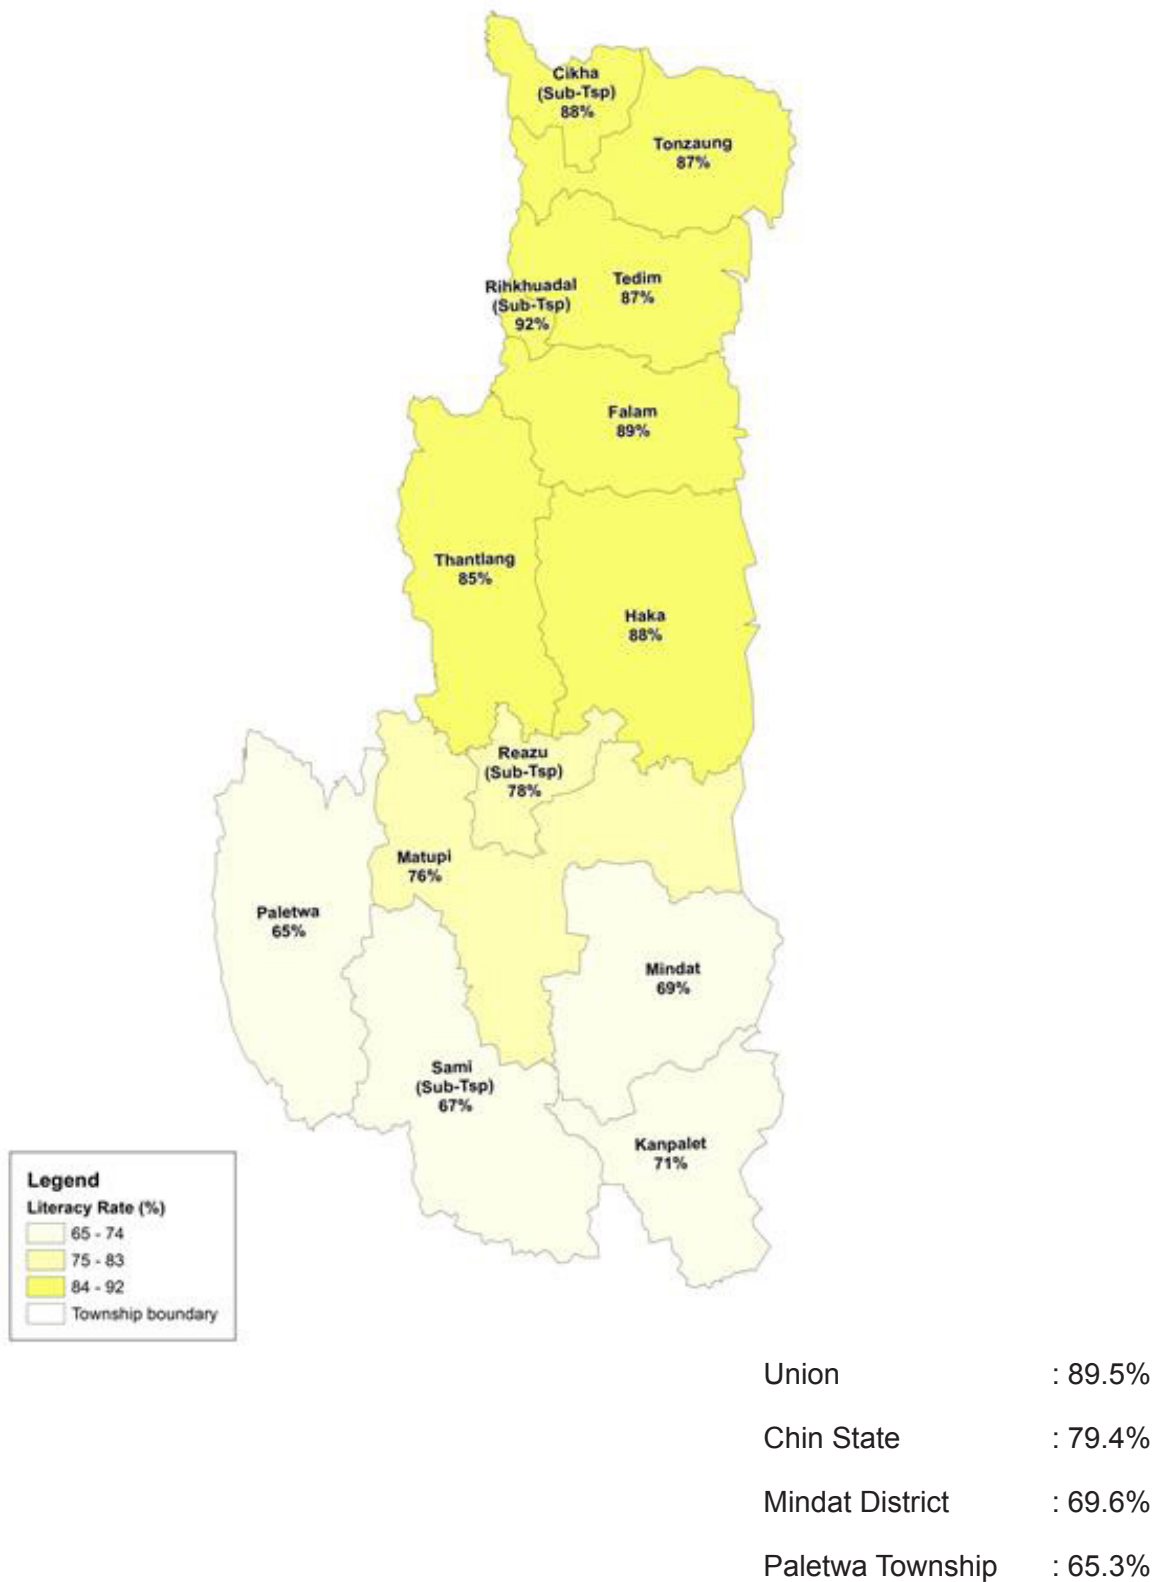 Cikha
(Sub-Tsp)
88%
Tonzaung
87%
Rihkhuadal
(Sub-Tsp)
92%
Tedim
87%
Falam
89%
Thantlang
85%
Haka
88%
Reazu
(Sub-Tsp)
78%
Matupi
76%
Paletwa
65%
Mindat
69%
Sami
(Sub-Tsp)
67%
Kanpalet
71%
Legend
Literacy Rate (%)
65 - 74
75 - 83
84 - 92
Township boundary
Union : 89.5%
Chin State : 79.4%
Mindat District : 69.6%
Paletwa Township : 65.3%